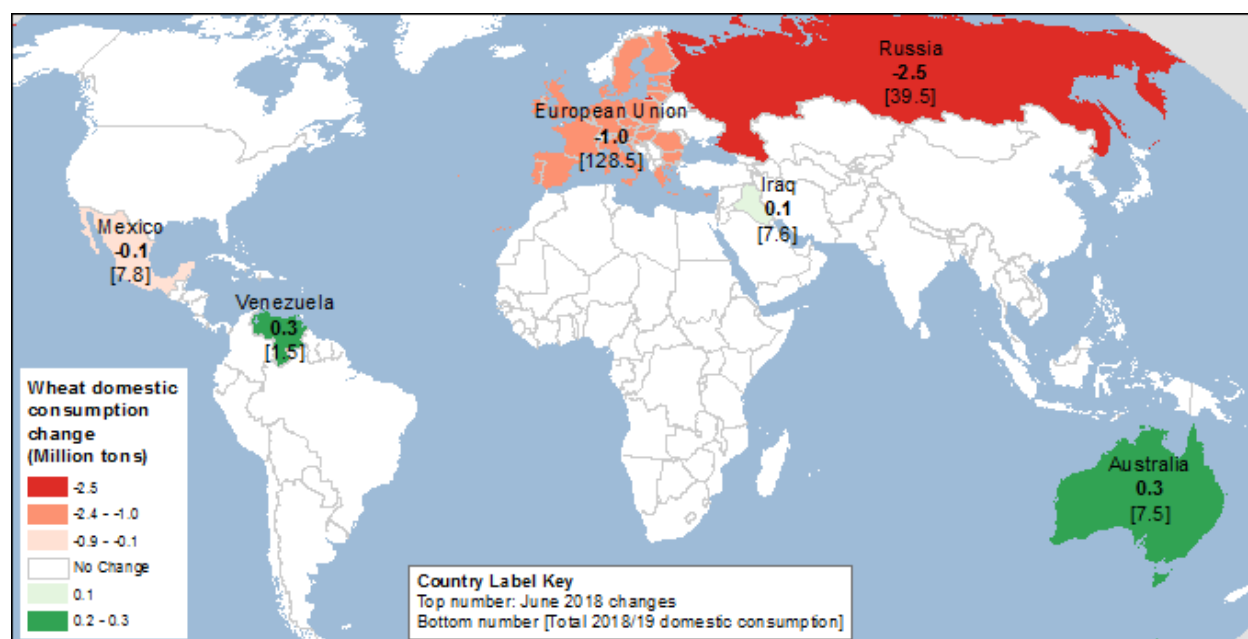 Russia
-2.5
[39.5]
European Union
-1.0
[128.5]
Iraq
0.1
[7.6]
Mexico
-0.1
[7.8]
Venezuela
0.3
[1.5]
Australia
0.3
[7.5]
Wheat domestic
consumption
change
(Million tons)
-2.5
-2.4 - -1.0
-0.9 - -0.1
No Change
0.1
0.2 - 0.3
Country Label Key
Top number: June 2018 changes
Bottom number [Total 2018/19 domestic consumption]